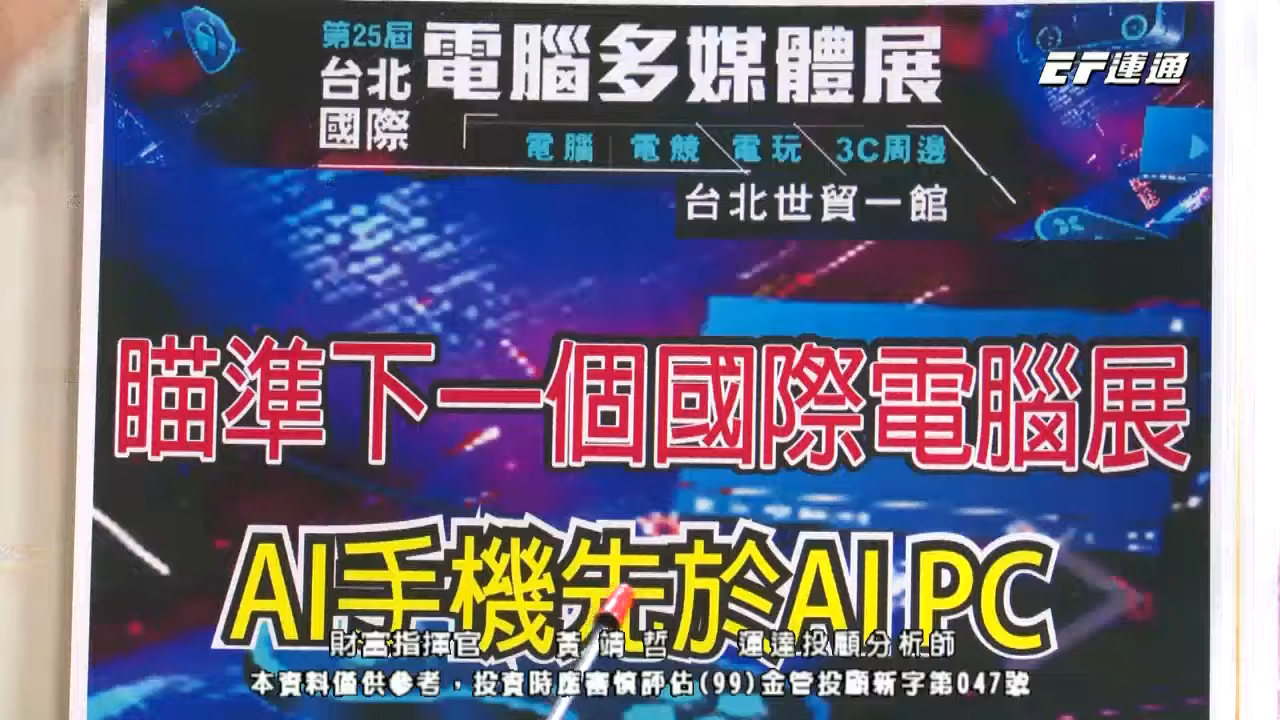 第25屆
台北
國際
電腦多媒體展
EF運通
電腦 電競 電玩 3C周邊
台北世貿一館
瞄準下一個國際電腦展
AI手機先於AI PC
財富指揮官 黃靖哲 運達投顧分析師
本資料僅供參考，投資時應審慎評估(99)金管投顧新字第047號